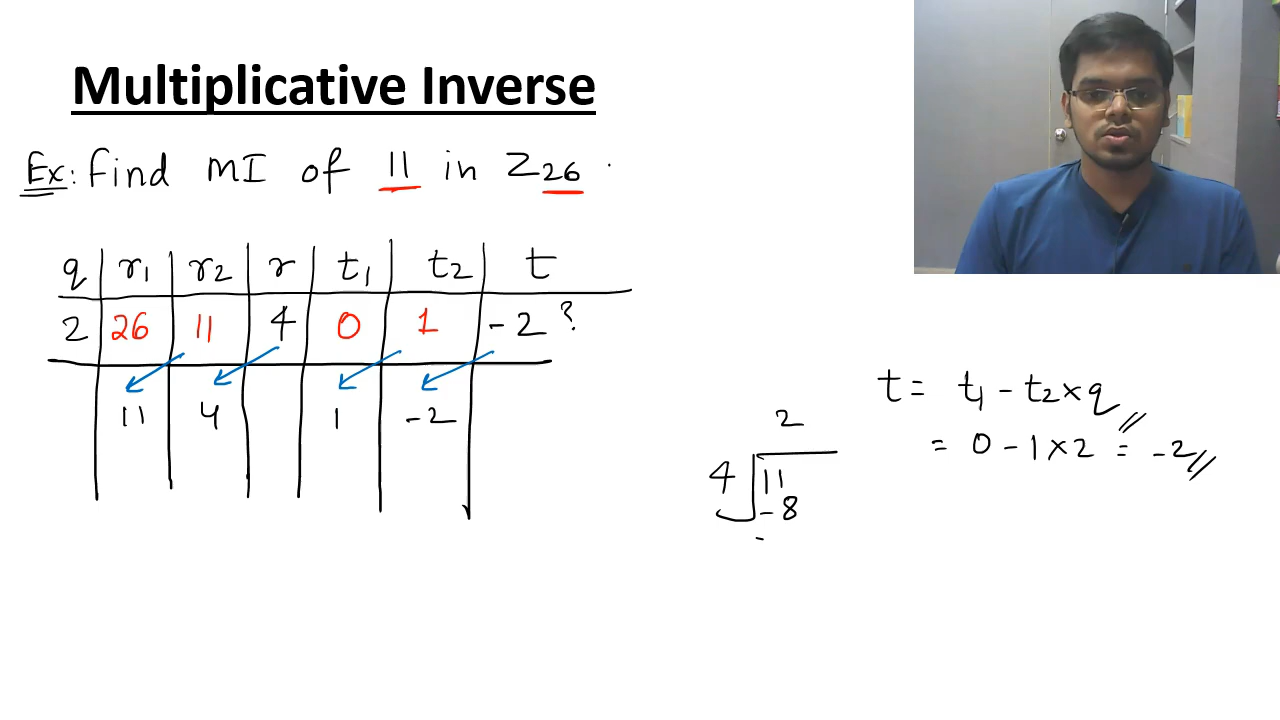 Multiplicative Inverse
Ex: Find MI of 11 in Z26
q r1 r2 r t1 t2 t
2 26 11 4 0 1 -2 ?
11 4 1 -2
t = t1 - t2 × q
= 0 - 1 × 2 = -2
2
4 11
- 8
-